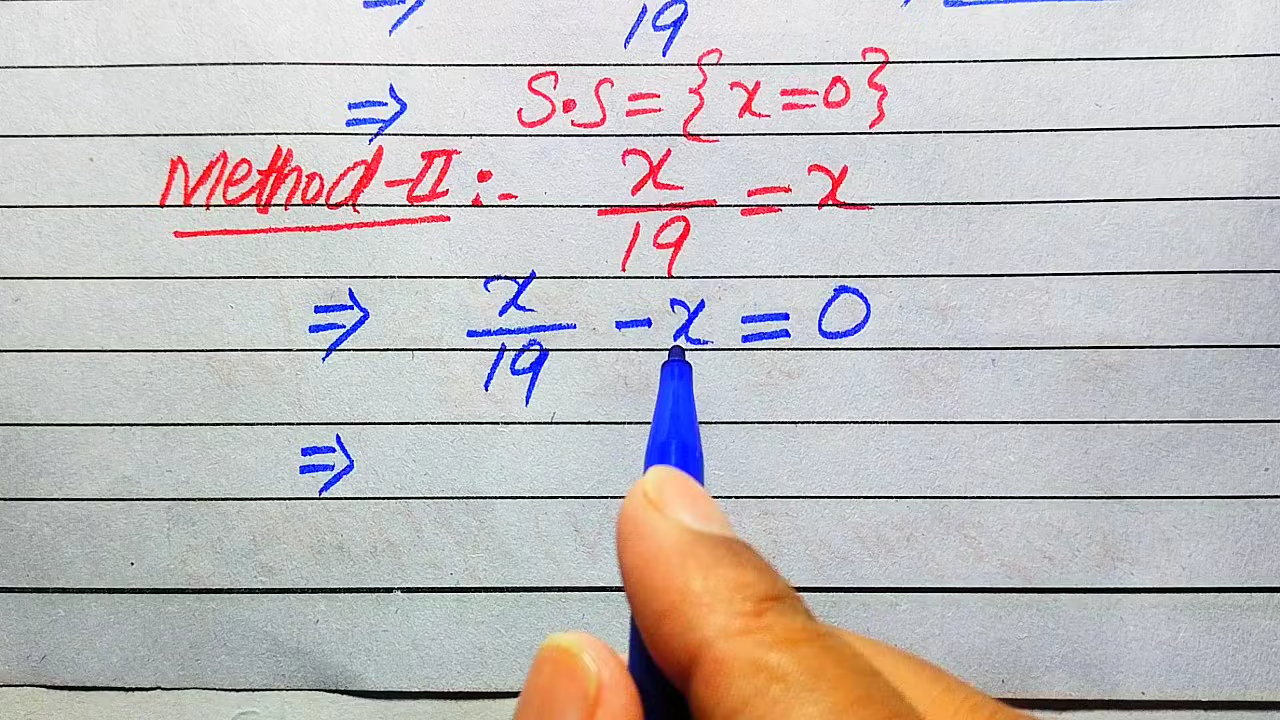 ⇒ 19
⇒ S.S = { x = 0 }
Method-II :- x/19 = x
⇒ x/19 - x = 0
⇒